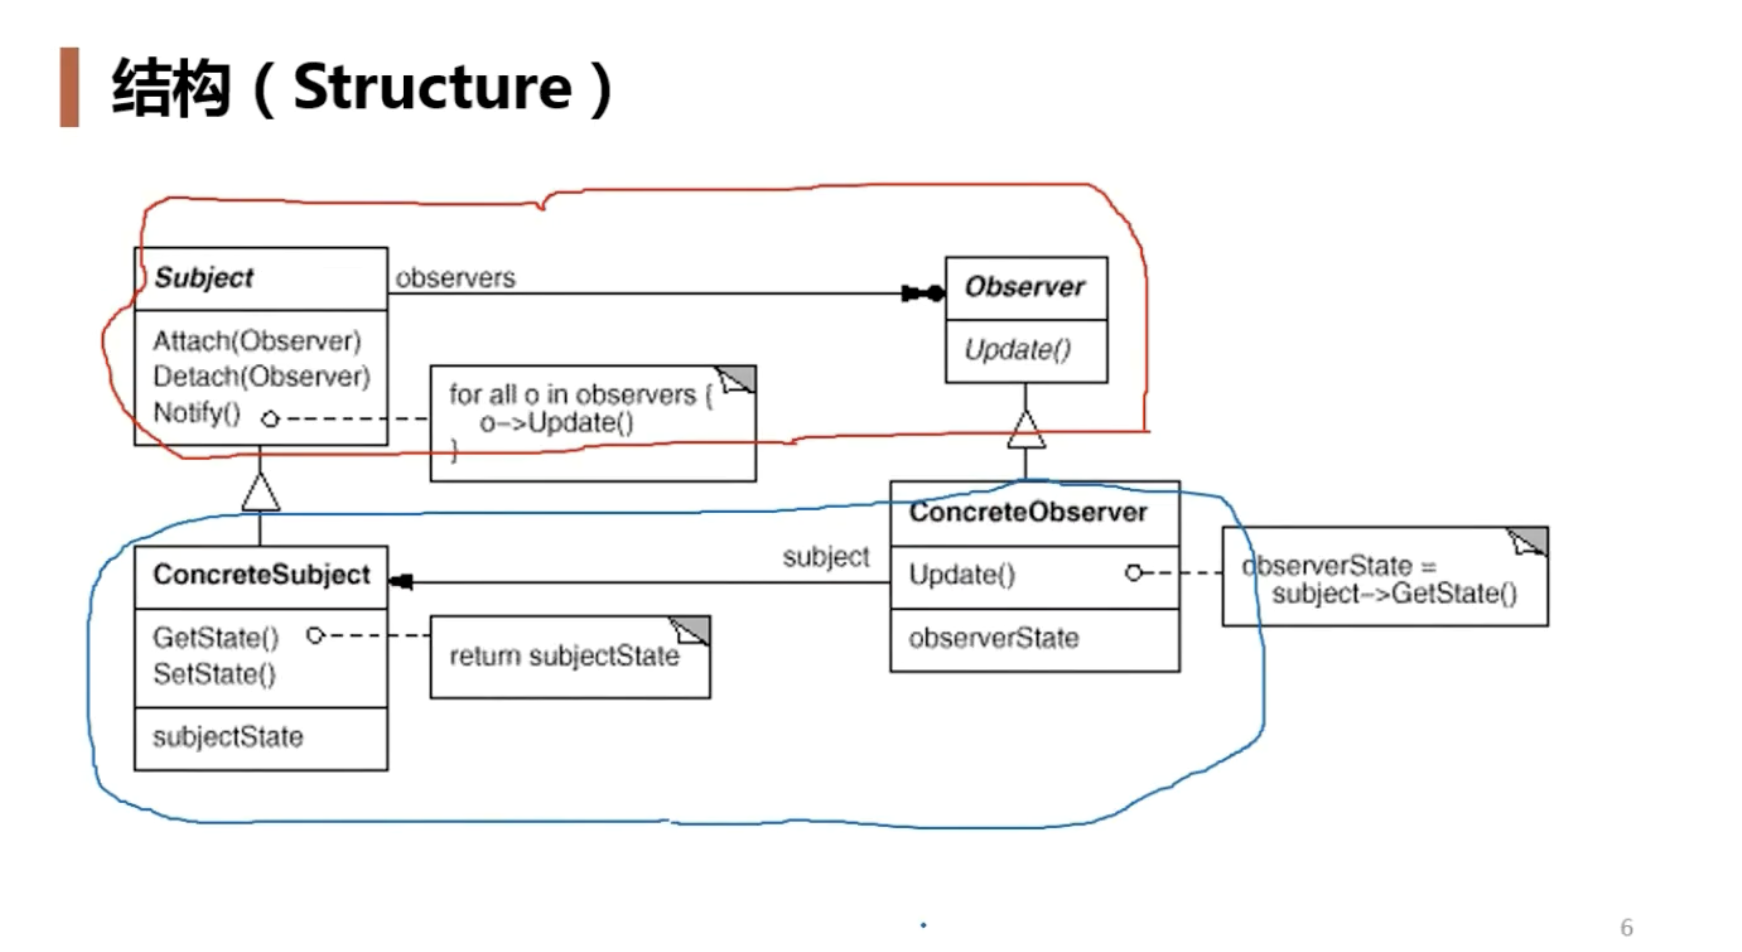 结构（Structure）
Subject
observers
Observer
Attach(Observer)
Detach(Observer)
Notify()
for all o in observers {
o->Update()
}
Update()
ConcreteSubject
subject
ConcreteObserver
Update()
observerState =
subject->GetState()
GetState()
SetState()
return subjectState
observerState
subjectState
6